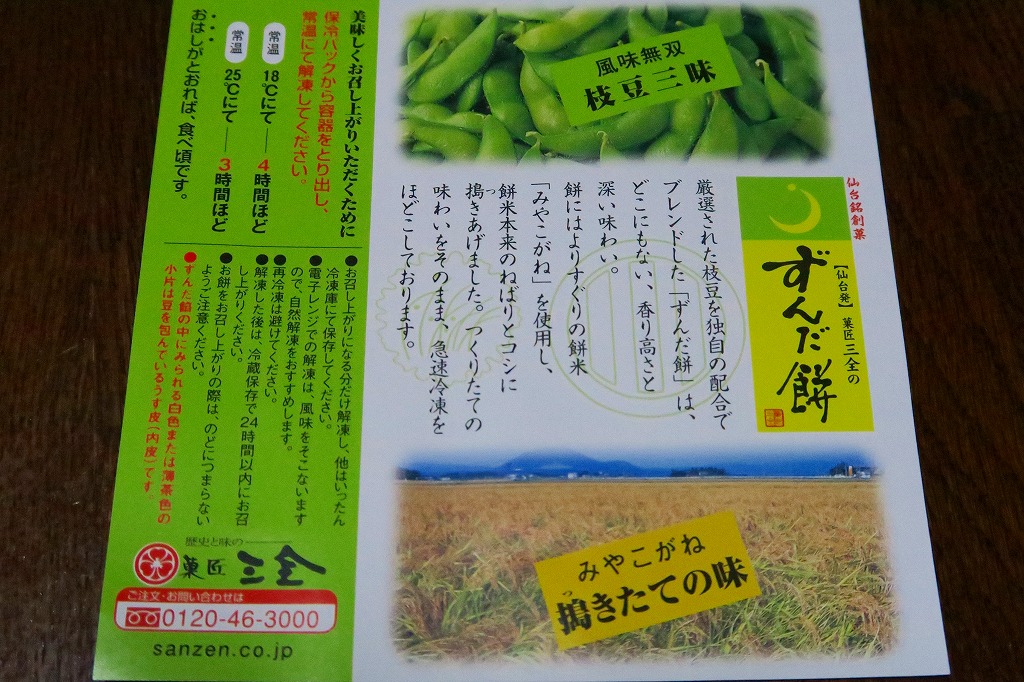 風味無双
枝豆三昧
仙台銘創菓
【仙台発】菓匠三全の
ずんだ餅
厳選された枝豆を独自の配合で
ブレンドした「ずんだ餅」は、
どこにもない、香り高さと
深い味わい。
餅にはよりすぐりの餅米
「みやこがね」を使用し、
餅米本来のねばりとコシに
搗きあげました。つくりたての
味わいをそのまま、急速冷凍を
ほどこしております。
みやこがね
搗きたての味
美味しくお召し上がりいただくために
保冷パックから容器をとり出し、
常温にて解凍してください。
常温 18℃にて―4時間ほど
常温 25℃にて―3時間ほど
おはしがとおれば、食べ頃です。
●お召し上がりになる分だけ解凍し、他はいったん
冷凍庫にて保存してください。
●電子レンジでの解凍は、風味をそこないます
ので、自然解凍をおすすめします。
●再冷凍は避けてください。
●解凍した後は、冷蔵保存で24時間以内にお召
し上がりください。
●お餅をお召し上がりの際は、のどにつまらない
ようご注意ください。
●ずんだ餡の中にみられる白色または薄茶色の
小片は豆を包んでいるうす皮(内皮)です。
歴史と味の
菓匠三全
ご注文・お問い合わせは
0120-46-3000
sanzen.co.jp